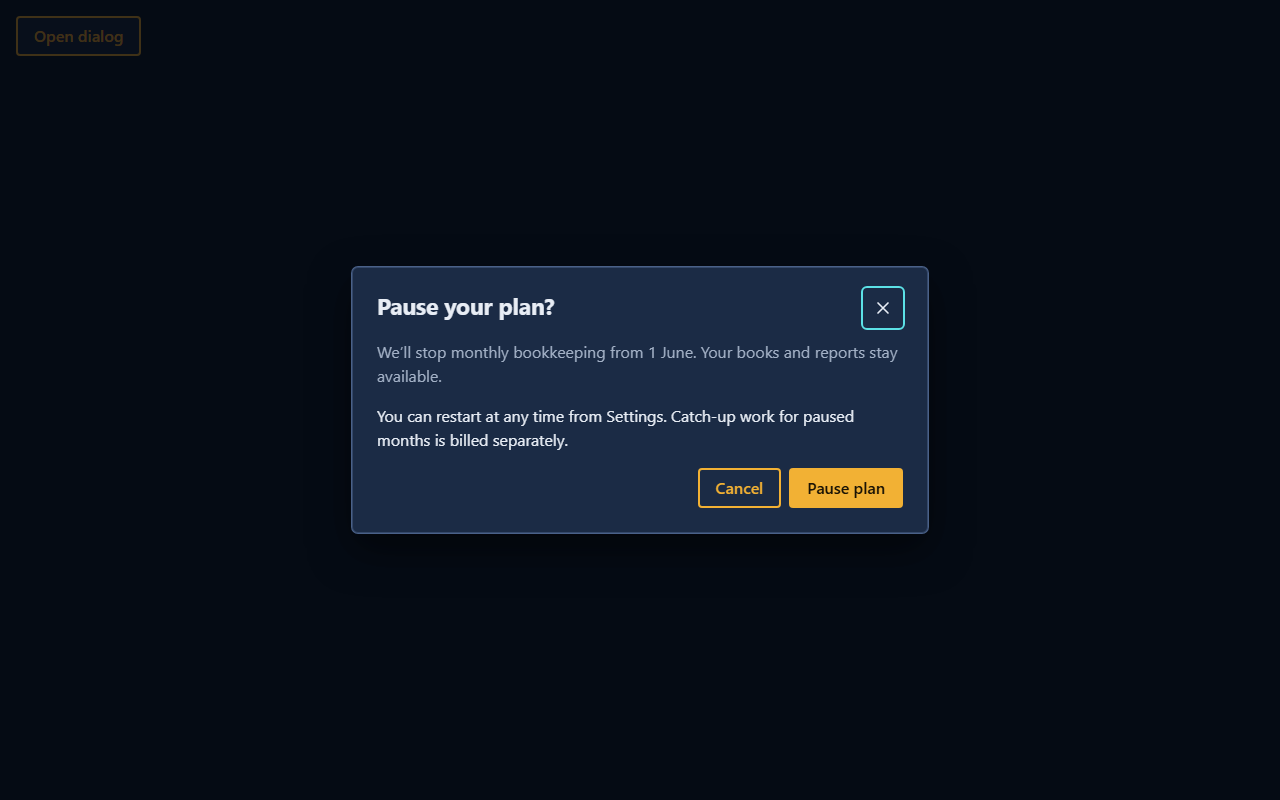 Open dialog
Pause your plan?
We’ll stop monthly bookkeeping from 1 June. Your books and reports stay
available.
You can restart at any time from Settings. Catch-up work for paused
months is billed separately.
Cancel
Pause plan